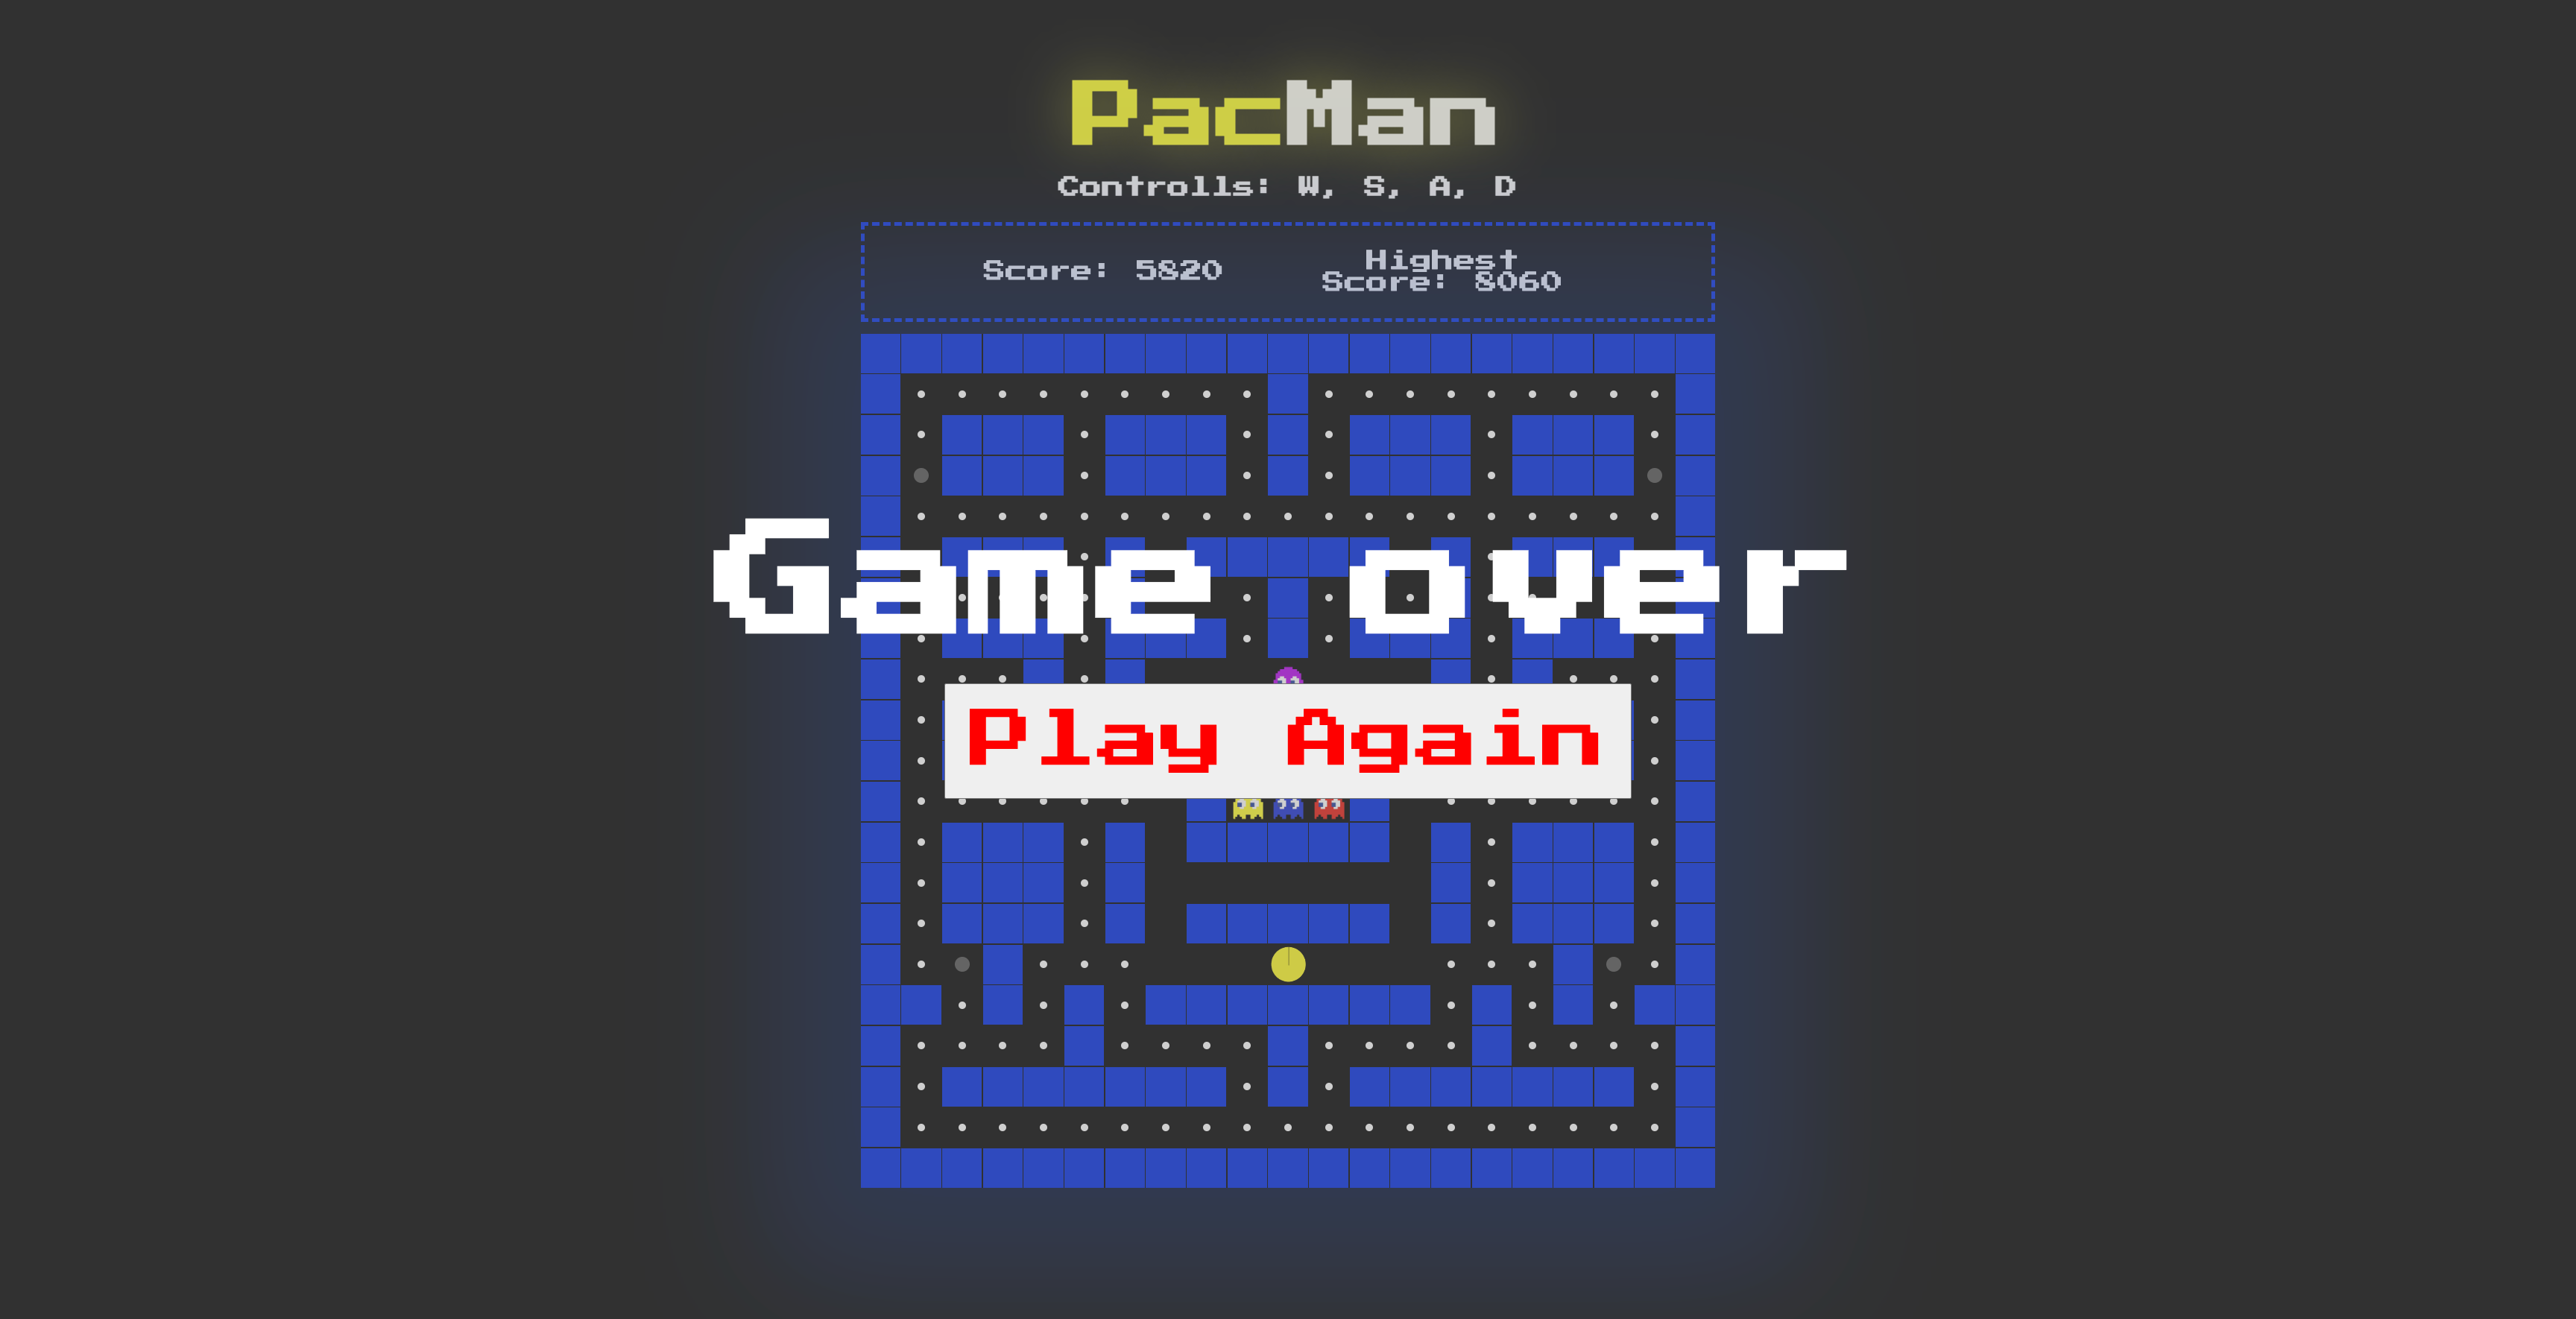 PacMan
Controlls: W, S, A, D
Score: 5820
Highest
Score: 8060
Game over
Play Again